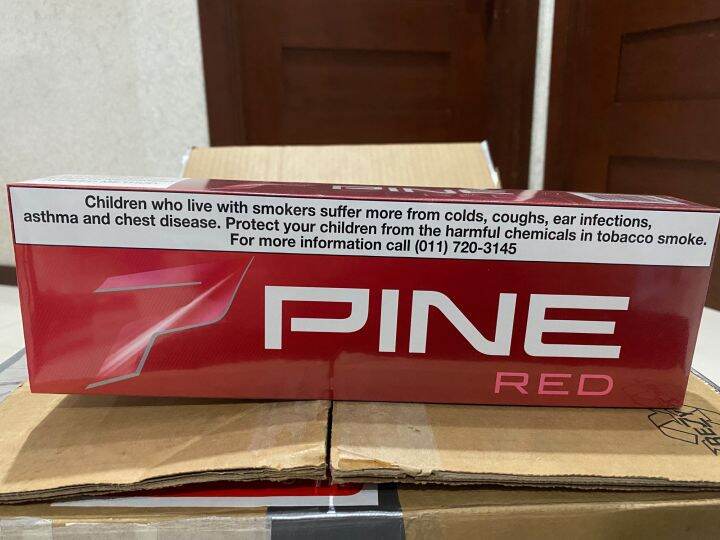 Children who live with smokers suffer more from colds, coughs, ear infections,
asthma and chest disease. Protect your children from the harmful chemicals in tobacco smoke.
For more information call (011) 720-3145
PINE
RED